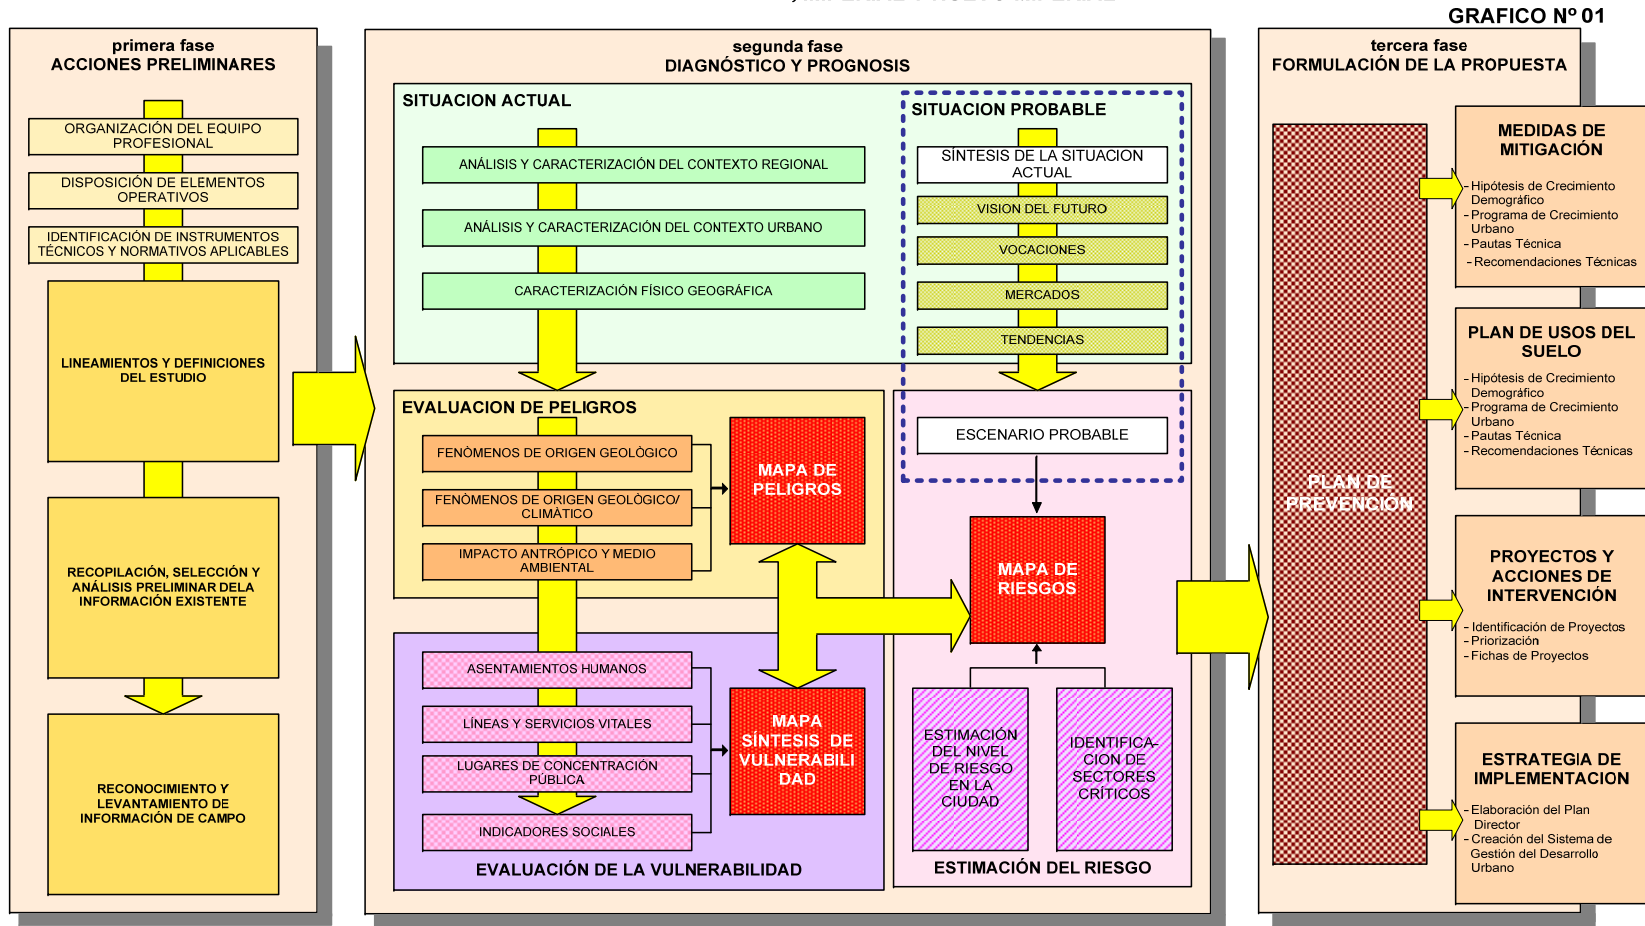 GRAFICO Nº 01
primera fase
ACCIONES PRELIMINARES
ORGANIZACIÓN DEL EQUIPO
PROFESIONAL
DISPOSICIÓN DE ELEMENTOS
OPERATIVOS
IDENTIFICACIÓN DE INSTRUMENTOS
TÉCNICOS Y NORMATIVOS APLICABLES
LINEAMIENTOS Y DEFINICIONES
DEL ESTUDIO
RECOPILACIÓN, SELECCIÓN Y
ANÁLISIS PRELIMINAR DELA
INFORMACIÓN EXISTENTE
RECONOCIMIENTO Y
LEVANTAMIENTO DE
INFORMACIÓN DE CAMPO
segunda fase
DIAGNÓSTICO Y PROGNOSIS
SITUACION ACTUAL
ANÁLISIS Y CARACTERIZACIÓN DEL CONTEXTO REGIONAL
ANÁLISIS Y CARACTERIZACIÓN DEL CONTEXTO URBANO
CARACTERIZACIÓN FÍSICO GEOGRÁFICA
SITUACION PROBABLE
SÍNTESIS DE LA SITUACION
ACTUAL
VISION DEL FUTURO
VOCACIONES
MERCADOS
TENDENCIAS
EVALUACION DE PELIGROS
FENÓMENOS DE ORIGEN GEOLÓGICO
FENÓMENOS DE ORIGEN GEOLÓGICO/
CLIMÀTICO
IMPACTO ANTRÓPICO Y MEDIO
AMBIENTAL
MAPA DE
PELIGROS
ESCENARIO PROBABLE
MAPA DE
RIESGOS
ASENTAMIENTOS HUMANOS
LÍNEAS Y SERVICIOS VITALES
LUGARES DE CONCENTRACIÓN
PÚBLICA
INDICADORES SOCIALES
MAPA
SÍNTESIS DE
VULNERABILI
DAD
EVALUACIÓN DE LA VULNERABILIDAD
ESTIMACIÓN
DEL NIVEL
DE RIESGO
EN LA
CIUDAD
IDENTIFICA-
CION DE
SECTORES
CRÍTICOS
ESTIMACIÓN DEL RIESGO
tercera fase
FORMULACIÓN DE LA PROPUESTA
PLAN DE
PREVENCIÓN
MEDIDAS DE
MITIGACIÓN
- Hipótesis de Crecimiento
Demográfico
- Programa de Crecimiento
Urbano
- Pautas Técnica
- Recomendaciones Técnicas
PLAN DE USOS DEL
SUELO
- Hipótesis de Crecimiento
Demográfico
- Programa de Crecimiento
Urbano
- Pautas Técnica
- Recomendaciones Técnicas
PROYECTOS Y
ACCIONES DE
INTERVENCIÓN
- Identificación de Proyectos
- Priorización
- Fichas de Proyectos
ESTRATEGIA DE
IMPLEMENTACION
- Elaboración del Plan
Director
- Creación del Sistema de
Gestión del Desarrollo
Urbano